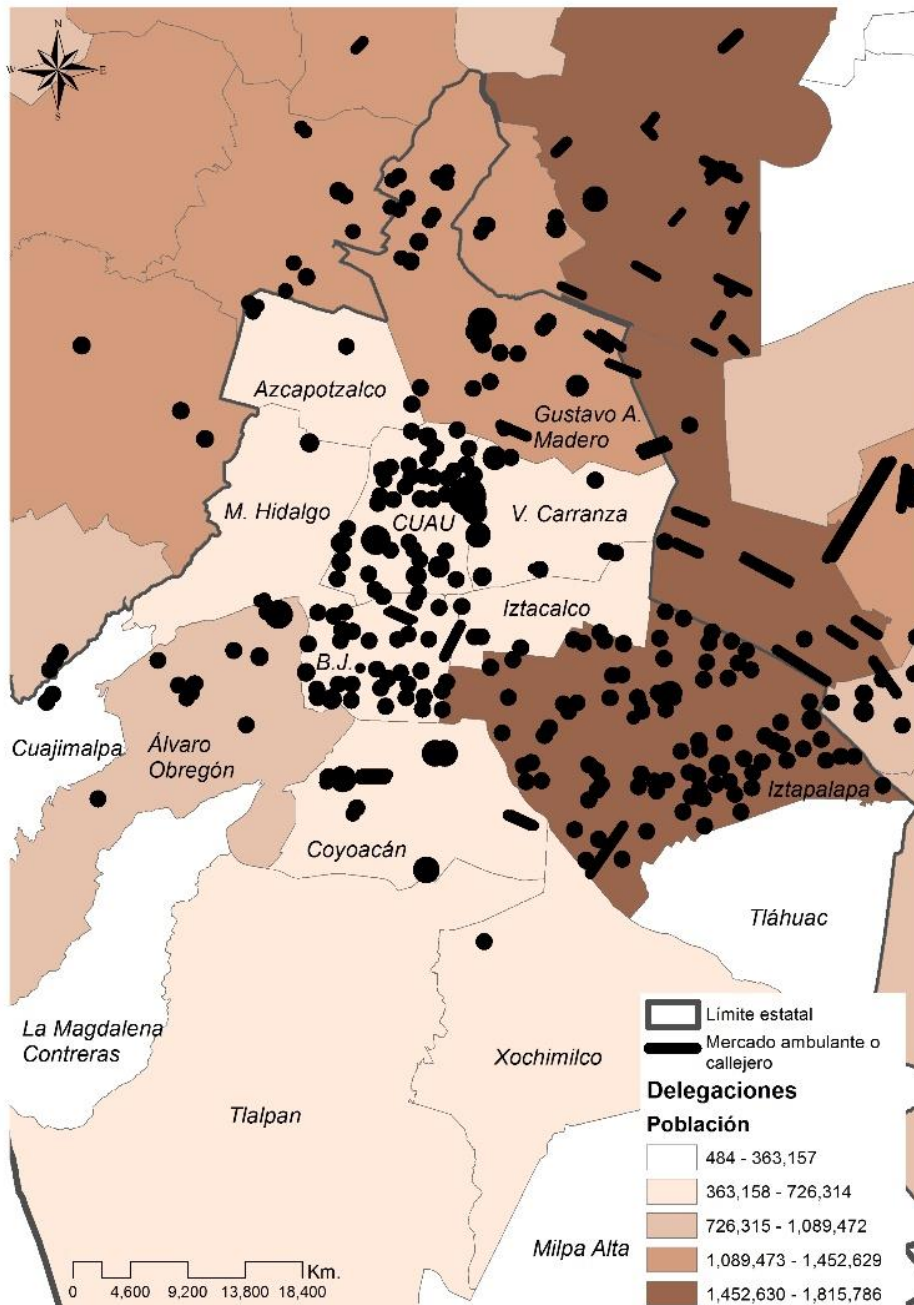 N
W
E
S
Azcapotzalco
Gustavo A.
Madero
M. Hidalgo
CUAU
V. Carranza
Iztacalco
B.J.
Cuajimalpa
Álvaro
Obregón
Iztapalapa
Coyoacán
Tláhuac
La Magdalena
Contreras
Xochimilco
Tlalpan
Milpa Alta
Límite estatal
Mercado ambulante o
callejero
Delegaciones
Población
484 - 363,157
363,158 - 726,314
726,315 - 1,089,472
1,089,473 - 1,452,629
1,452,630 - 1,815,786
Km.
0 4,600 9,200 13,800 18,400